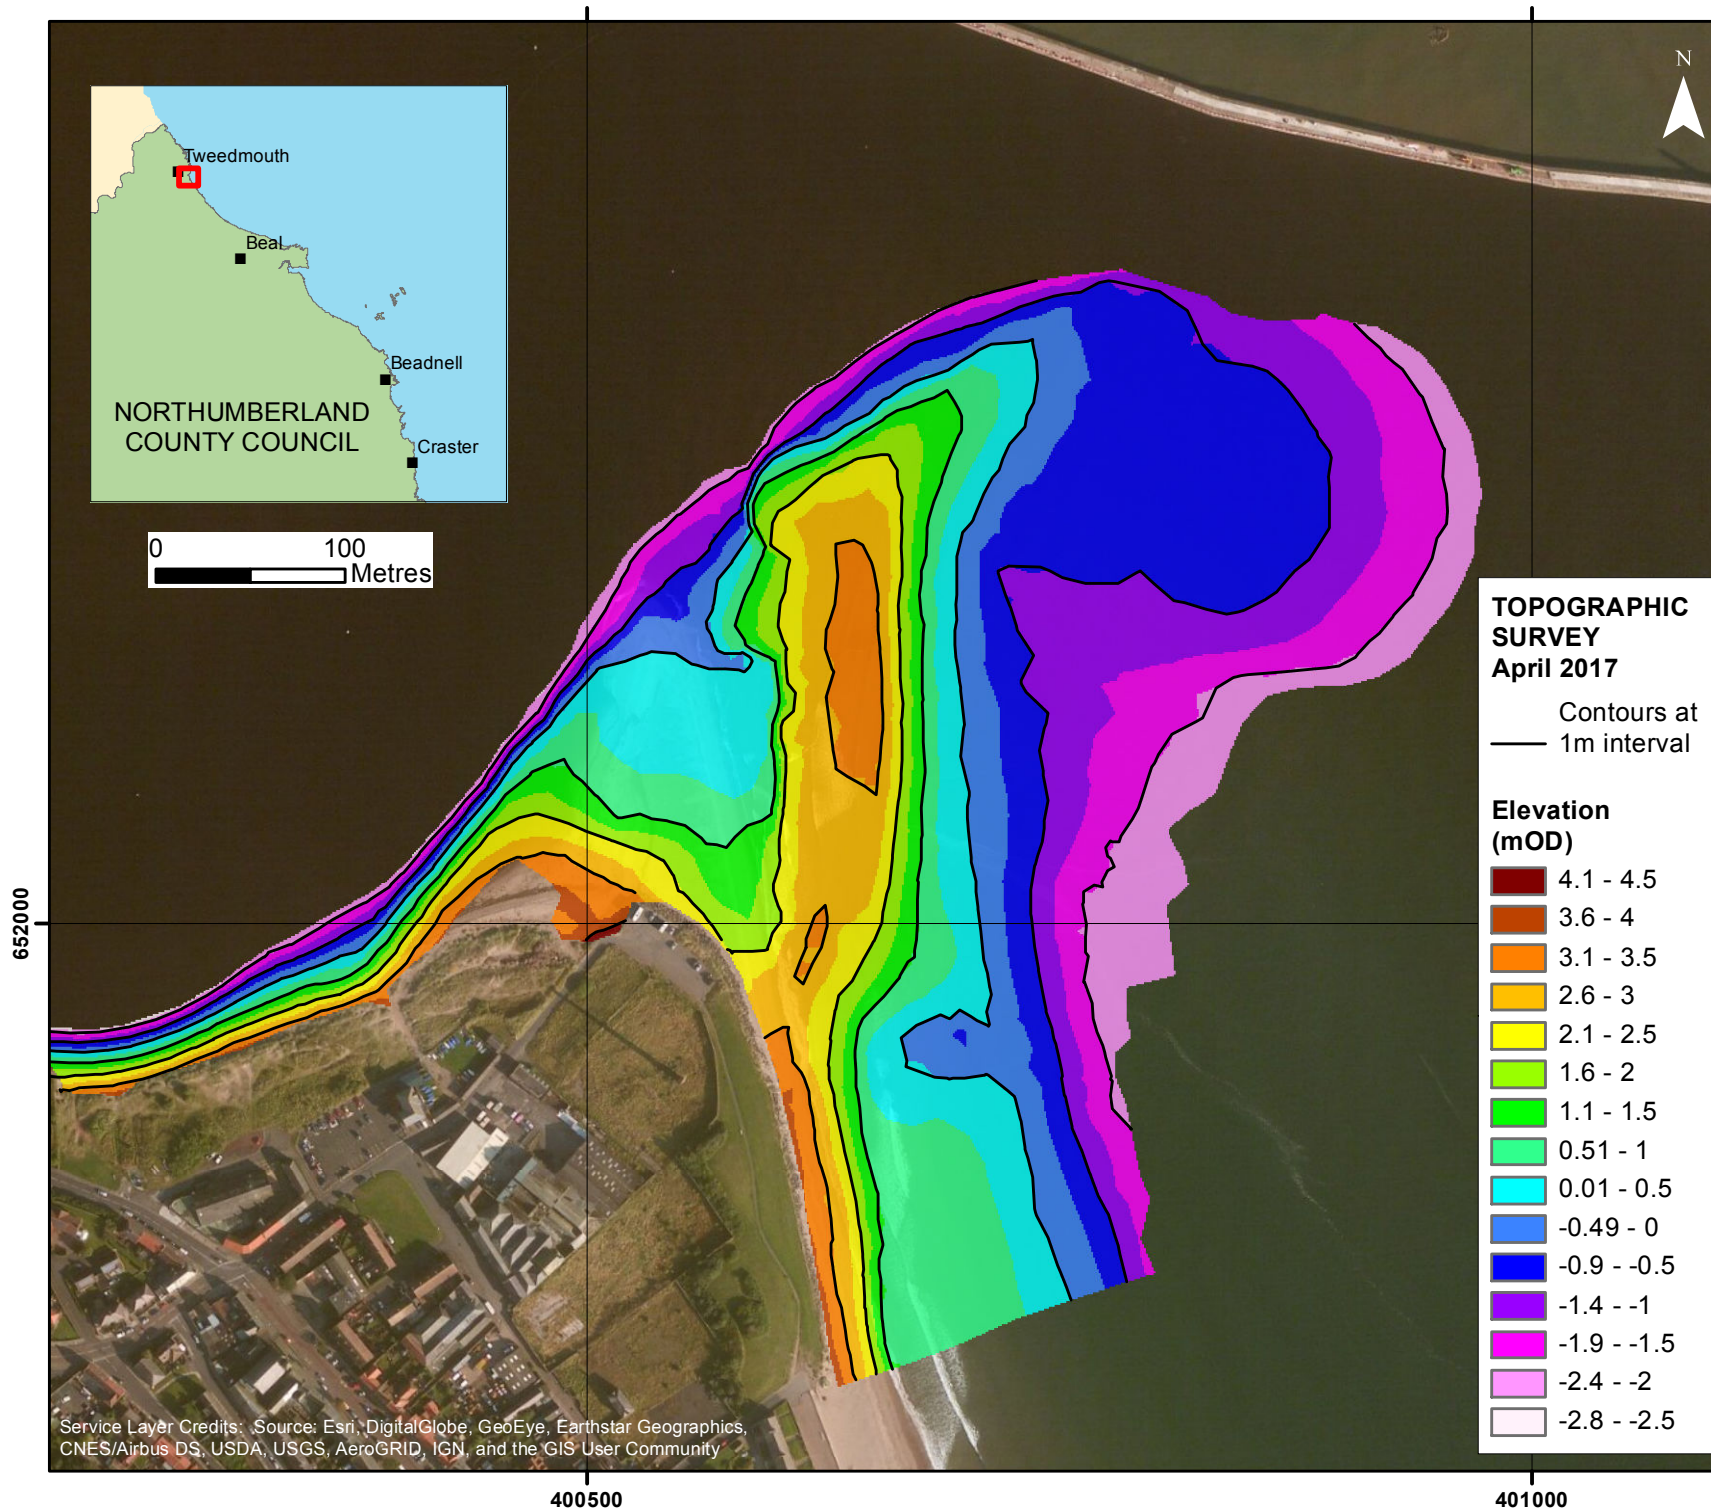 N
Tweedmouth
Beal
Beadnell
NORTHUMBERLAND
COUNTY COUNCIL
Craster
0 100
Metres
TOPOGRAPHIC
SURVEY
April 2017
Contours at
1m interval
Elevation
(mOD)
4.1 - 4.5
3.6 - 4
3.1 - 3.5
2.6 - 3
2.1 - 2.5
1.6 - 2
1.1 - 1.5
0.51 - 1
0.01 - 0.5
-0.49 - 0
-0.9 - -0.5
-1.4 - -1
-1.9 - -1.5
-2.4 - -2
-2.8 - -2.5
652000
Service Layer Credits: Source: Esri, DigitalGlobe, GeoEye, Earthstar Geographics,
CNES/Airbus DS, USDA, USGS, AeroGRID, IGN, and the GIS User Community
400500
401000